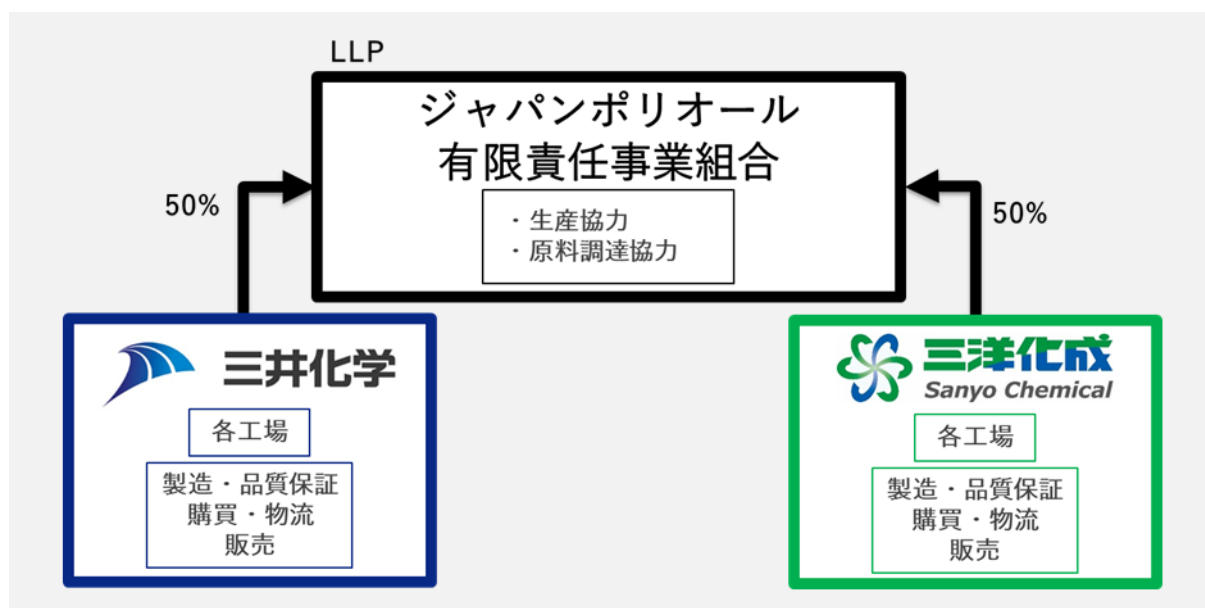 LLP
ジャパンポリオール
有限責任事業組合
・生産協力
・原料調達協力
50%
50%
三井化学
各工場
製造・品質保証
購買・物流
販売
三洋化成
Sanyo Chemical
各工場
製造・品質保証
購買・物流
販売